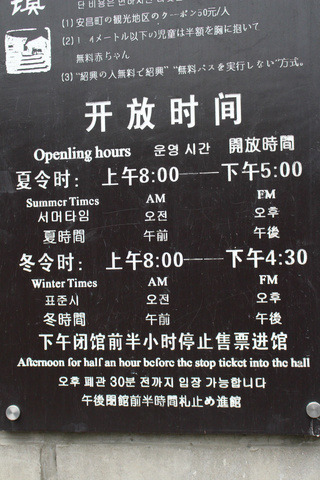 (1) 安昌町の観光地区のクーポン50元/人
(2) 1.4メートル以下の児童は半額を胸に抱いて
無料赤ちゃん
(3) "紹興の人無料で紹興" "無料パスを実行しない"方式。
开放时间
Openling hours 운영 시간 開放時間
夏令时: 上午8:00——下午5:00
Summer Times AM FM
서머타임 오전 오후
夏時間 午前 午後
冬令时: 上午8:00——下午4:30
Winter Times AM FM
표준시 오전 오후
冬時間 午前 午後
下午闭馆前半小时停止售票进馆
Afternoon for half an hour before the stop ticket into the hall
오후 폐관 30분 전까지 입장 가능합니다
午後閉館前半時間札止め進館